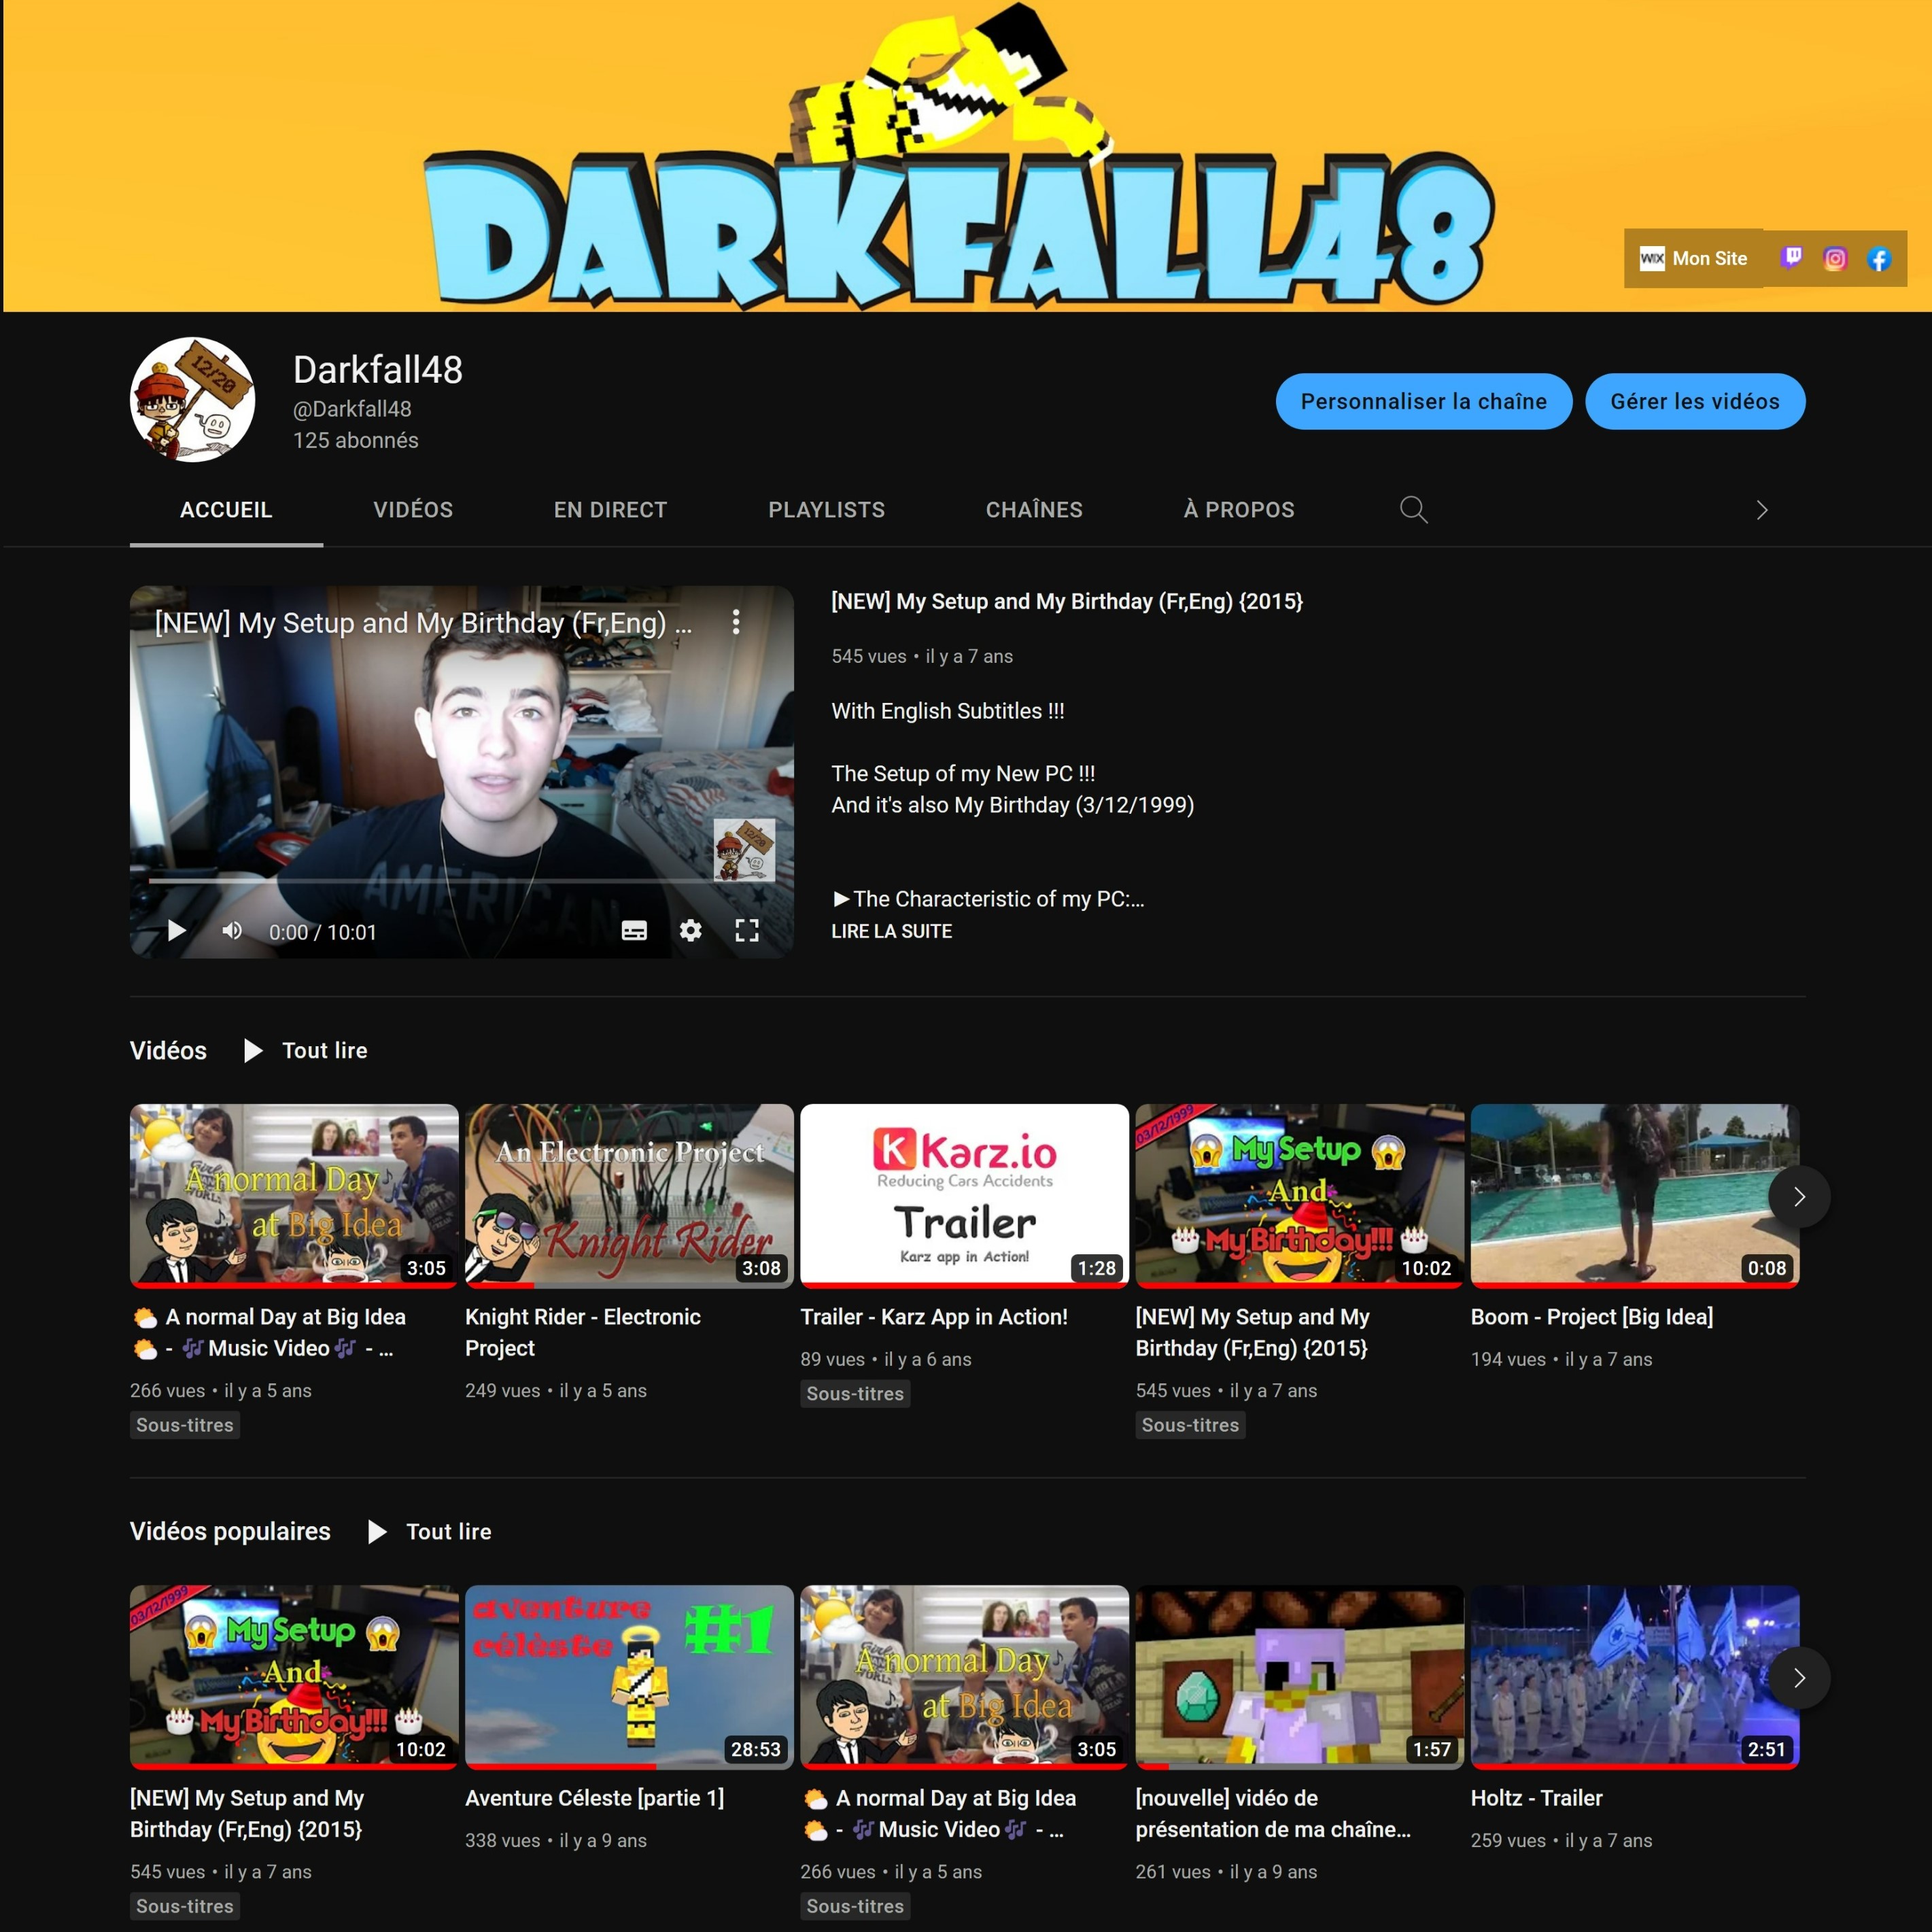 DARKFALL48
WIX Mon Site
12/20
Darkfall48
@Darkfall48
125 abonnés
Personnaliser la chaîne
Gérer les vidéos
ACCUEIL
VIDÉOS
EN DIRECT
PLAYLISTS
CHAÎNES
À PROPOS
[NEW] My Setup and My Birthday (Fr,Eng) ...
AMERICAN
12/20
0:00 / 10:01
[NEW] My Setup and My Birthday (Fr,Eng) {2015}
545 vues • il y a 7 ans
With English Subtitles !!!
The Setup of my New PC !!!
And it's also My Birthday (3/12/1999)
►The Characteristic of my PC:...
LIRE LA SUITE
Vidéos
Tout lire
A normal Day
at Big Idea
3:05
An Electronic Project
Knight Rider
3:08
K Karz.io
Reducing Cars Accidents
Trailer
Karz app in Action!
1:28
03/12/1999
My Setup
And
My Birthday!!!
10:02
0:08
🌤️ A normal Day at Big Idea
🌤️ - 🎶Music Video🎶 - ...
266 vues • il y a 5 ans
Sous-titres
Knight Rider - Electronic
Project
249 vues • il y a 5 ans
Trailer - Karz App in Action!
89 vues • il y a 6 ans
Sous-titres
[NEW] My Setup and My
Birthday (Fr,Eng) {2015}
545 vues • il y a 7 ans
Sous-titres
Boom - Project [Big Idea]
194 vues • il y a 7 ans
Vidéos populaires
Tout lire
03/12/1999
My Setup
And
My Birthday!!!
10:02
aventure
célèste
#1
28:53
A normal Day
at Big Idea
3:05
1:57
2:51
[NEW] My Setup and My
Birthday (Fr,Eng) {2015}
545 vues • il y a 7 ans
Sous-titres
Aventure Céleste [partie 1]
338 vues • il y a 9 ans
🌤️ A normal Day at Big Idea
🌤️ - 🎶Music Video🎶 - ...
266 vues • il y a 5 ans
Sous-titres
[nouvelle] vidéo de
présentation de ma chaîne...
261 vues • il y a 9 ans
Holtz - Trailer
259 vues • il y a 7 ans